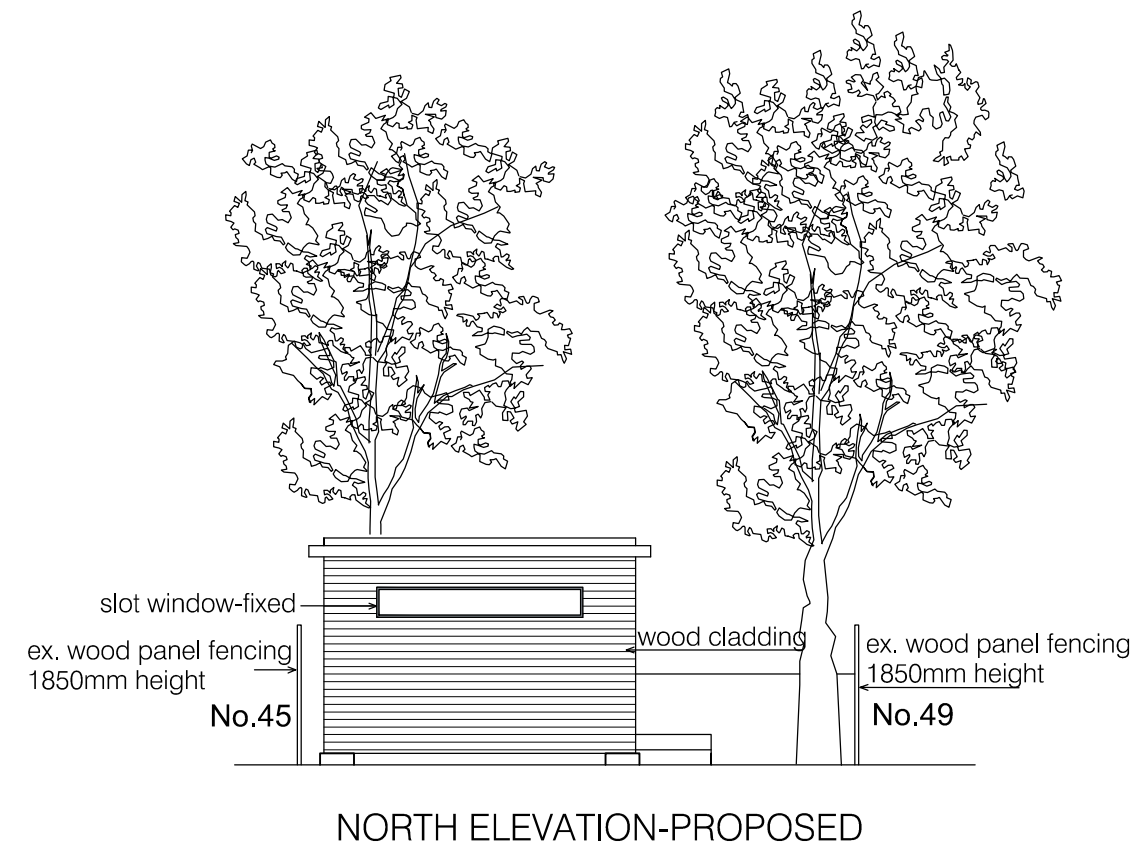 slot window-fixed
wood cladding
ex. wood panel fencing
1850mm height
No.45
ex. wood panel fencing
1850mm height
No.49
NORTH ELEVATION-PROPOSED